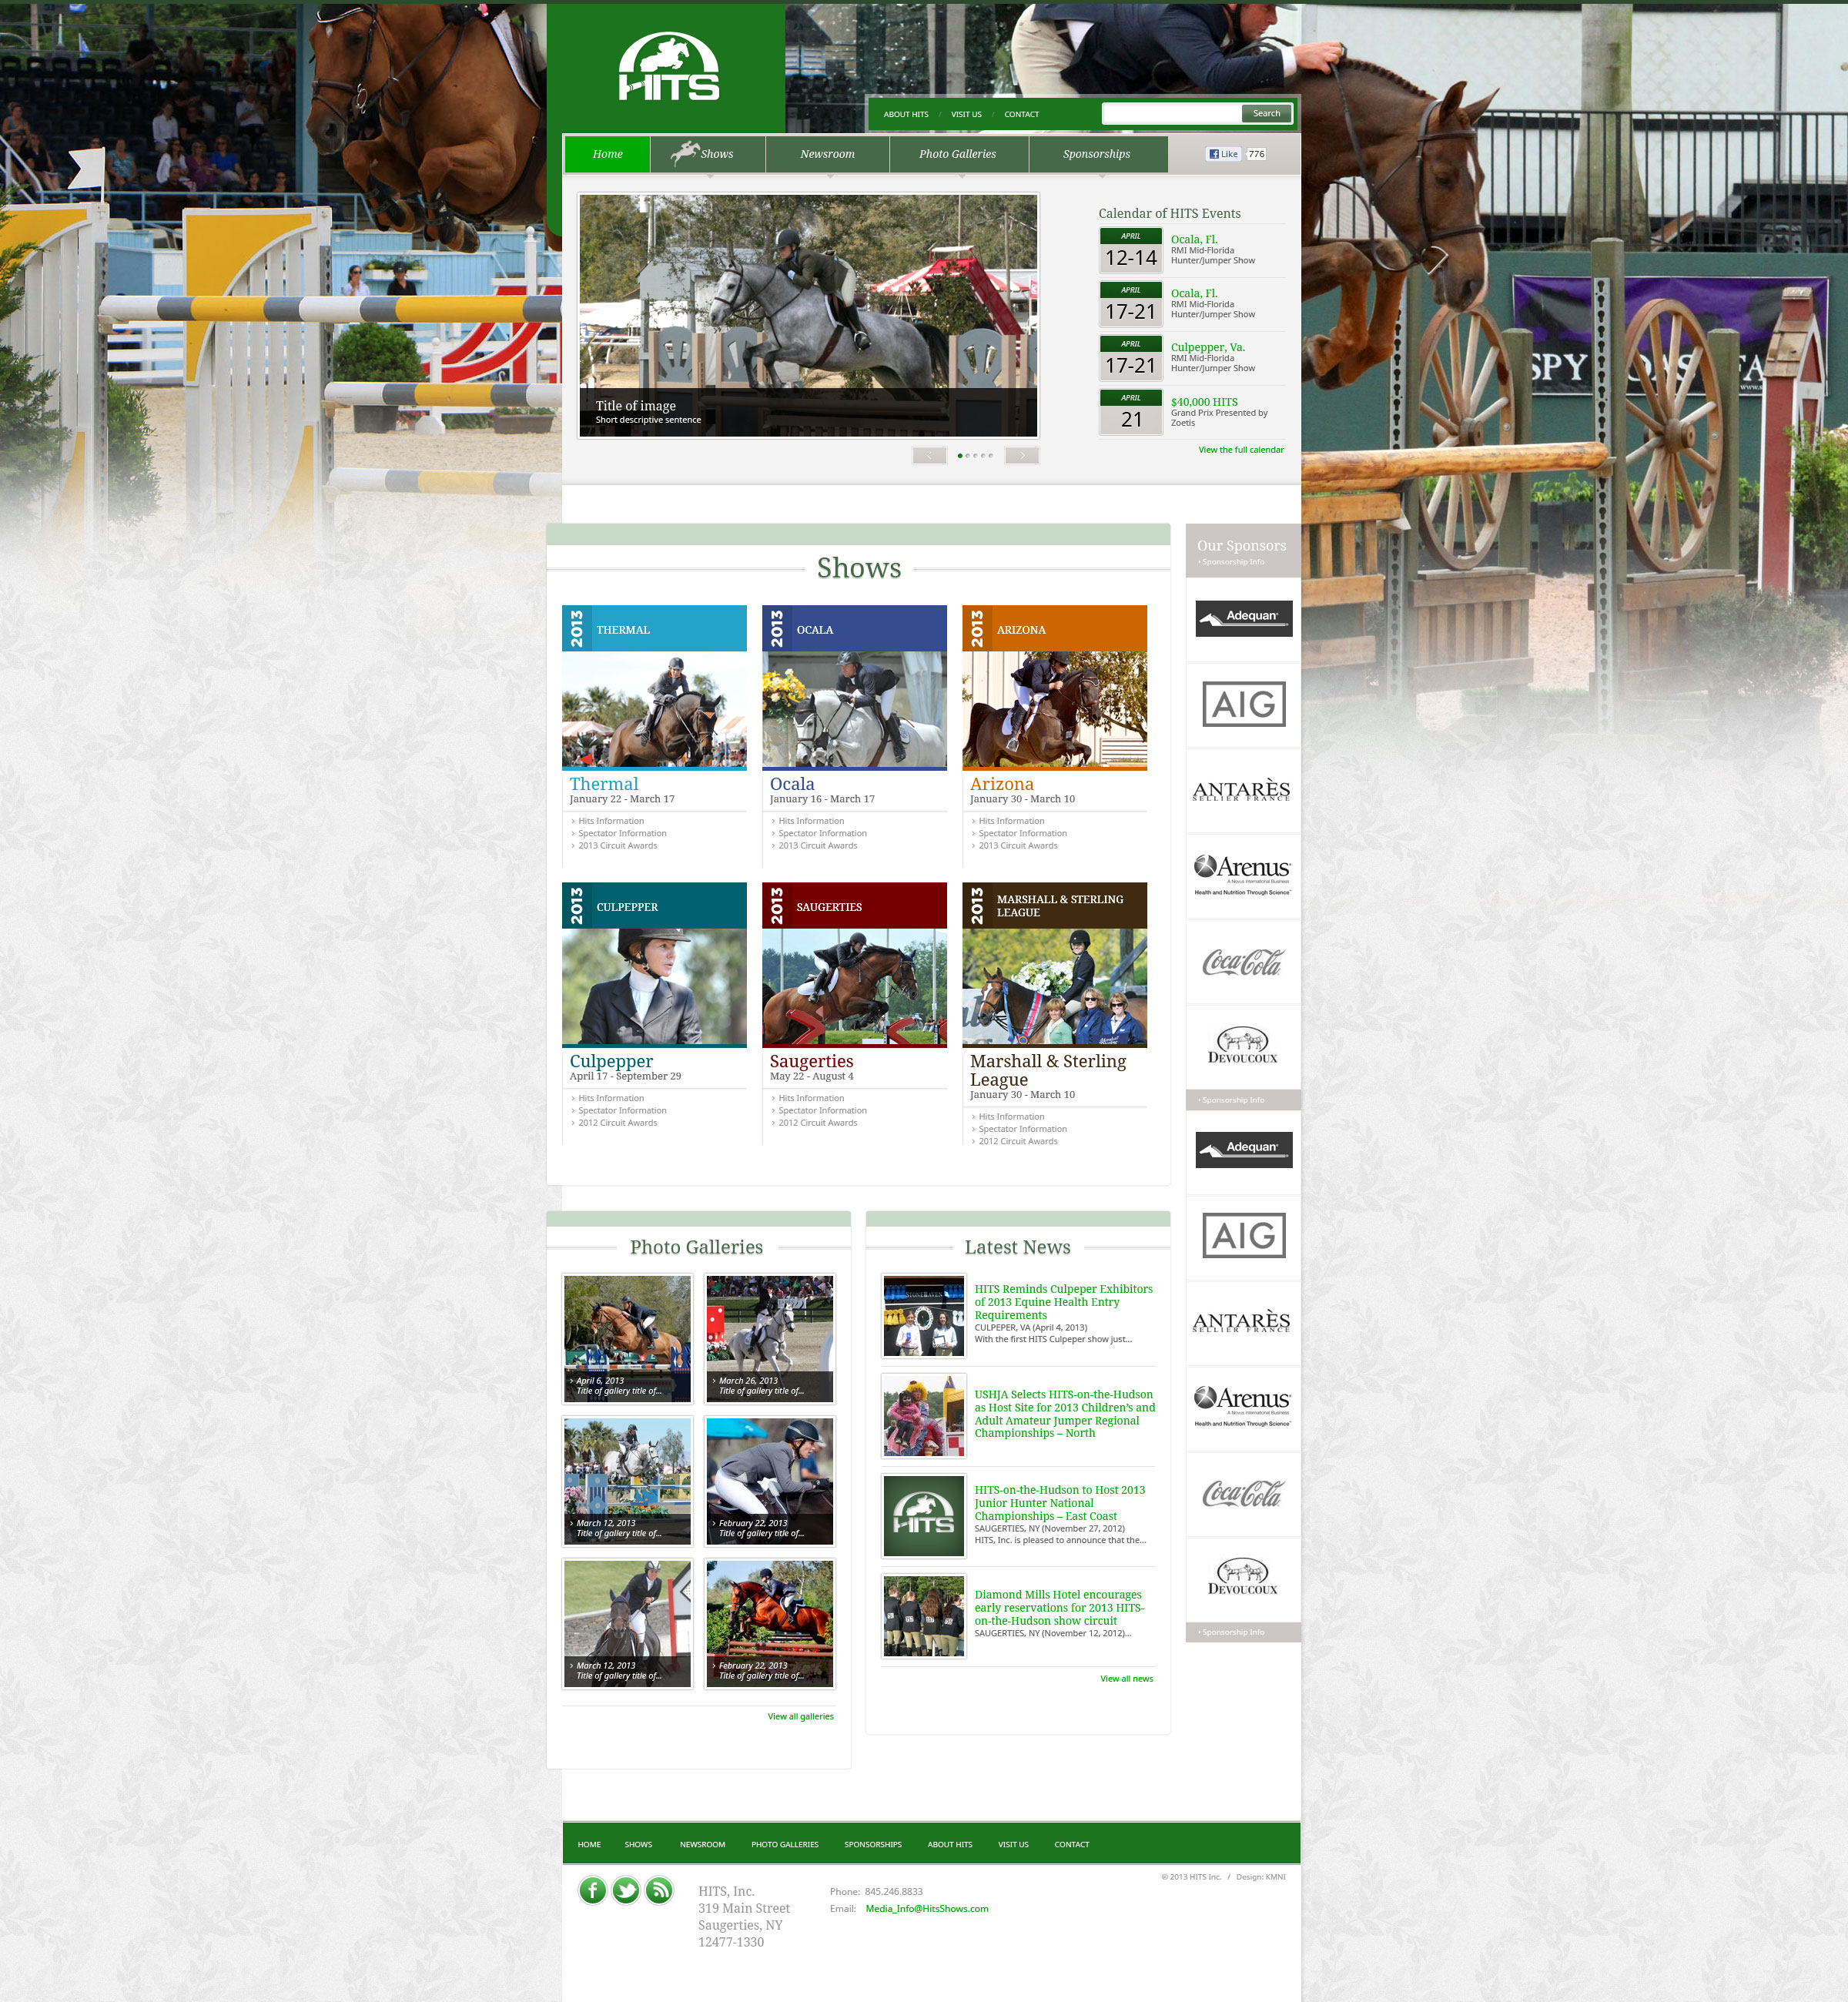 HITS
ABOUT HITS / VISIT US / CONTACT
Search
Home
Shows
Newsroom
Photo Galleries
Sponsorships
Like 776
Title of image
Short descriptive sentence
Calendar of HITS Events
APRIL
12-14
Ocala, Fl.
RMI Mid-Florida
Hunter/Jumper Show
APRIL
17-21
Ocala, Fl.
RMI Mid-Florida
Hunter/Jumper Show
APRIL
17-21
Culpepper, Va.
RMI Mid-Florida
Hunter/Jumper Show
APRIL
21
$40,000 HITS
Grand Prix Presented by
Zoetis
View the full calendar
SPY COAST FA
Shows
2013 THERMAL
Thermal
January 22 - March 17
Hits Information
Spectator Information
2013 Circuit Awards
2013 OCALA
Ocala
January 16 - March 17
Hits Information
Spectator Information
2013 Circuit Awards
2013 ARIZONA
Arizona
January 30 - March 10
Hits Information
Spectator Information
2013 Circuit Awards
2013 CULPEPPER
Culpepper
April 17 - September 29
Hits Information
Spectator Information
2012 Circuit Awards
2013 SAUGERTIES
Saugerties
May 22 - August 4
Hits Information
Spectator Information
2012 Circuit Awards
2013 MARSHALL & STERLING
LEAGUE
Marshall & Sterling
League
January 30 - March 10
Hits Information
Spectator Information
2012 Circuit Awards
Our Sponsors
Sponsorship Info
Adequan
AIG
ANTARÈS
SELLIER FRANCE
Arenus
A Novus International Business
Health and Nutrition Through Science
Coca-Cola
DEVOUCOUX
Sponsorship Info
Adequan
AIG
ANTARÈS
SELLIER FRANCE
Arenus
A Novus International Business
Health and Nutrition Through Science
Coca-Cola
DEVOUCOUX
Sponsorship Info
Photo Galleries
April 6, 2013
Title of gallery title of...
March 26, 2013
Title of gallery title of...
March 12, 2013
Title of gallery title of...
February 22, 2013
Title of gallery title of...
March 12, 2013
Title of gallery title of...
February 22, 2013
Title of gallery title of...
View all galleries
Latest News
HITS Reminds Culpeper Exhibitors
of 2013 Equine Health Entry
Requirements
CULPEPER, VA (April 4, 2013)
With the first HITS Culpeper show just...
USHJA Selects HITS-on-the-Hudson
as Host Site for 2013 Children's and
Adult Amateur Jumper Regional
Championships – North
HITS
HITS-on-the-Hudson to Host 2013
Junior Hunter National
Championships – East Coast
SAUGERTIES, NY (November 27, 2012)
HITS, Inc. is pleased to announce that the...
Diamond Mills Hotel encourages
early reservations for 2013 HITS-
on-the-Hudson show circuit
SAUGERTIES, NY (November 12, 2012)...
View all news
HOME
SHOWS
NEWSROOM
PHOTO GALLERIES
SPONSORSHIPS
ABOUT HITS
VISIT US
CONTACT
© 2013 HITS Inc. / Design: KMNI
HITS, Inc.
319 Main Street
Saugerties, NY
12477-1330
Phone: 845.246.8833
Email: Media_Info@HitsShows.com